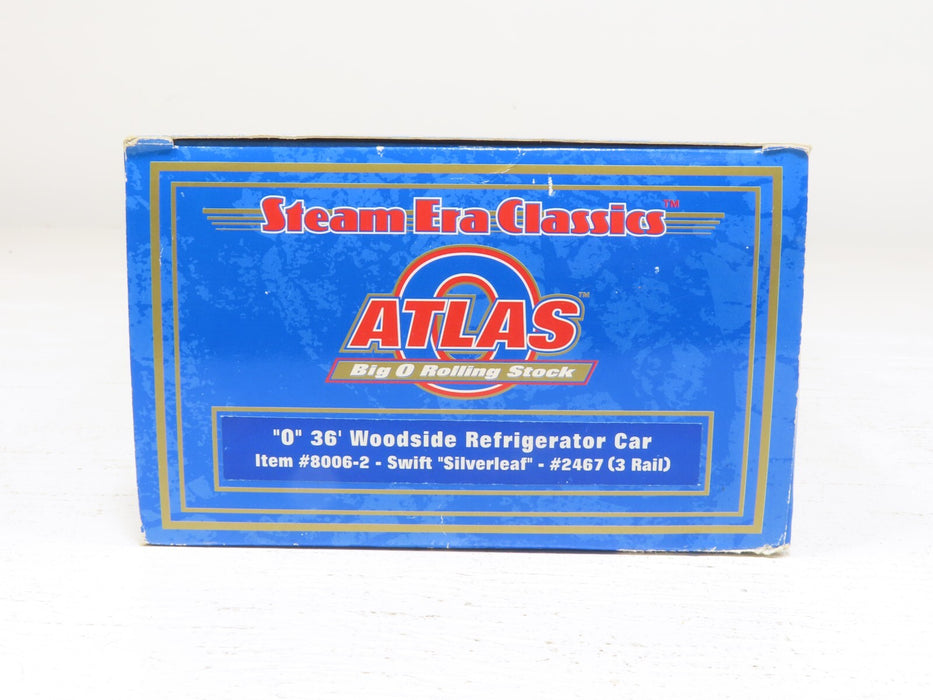 Steam Era Classics™
ATLAS™
O
Big O Rolling Stock
"O" 36' Woodside Refrigerator Car
Item #8006-2 - Swift "Silverleaf" - #2467 (3 Rail)